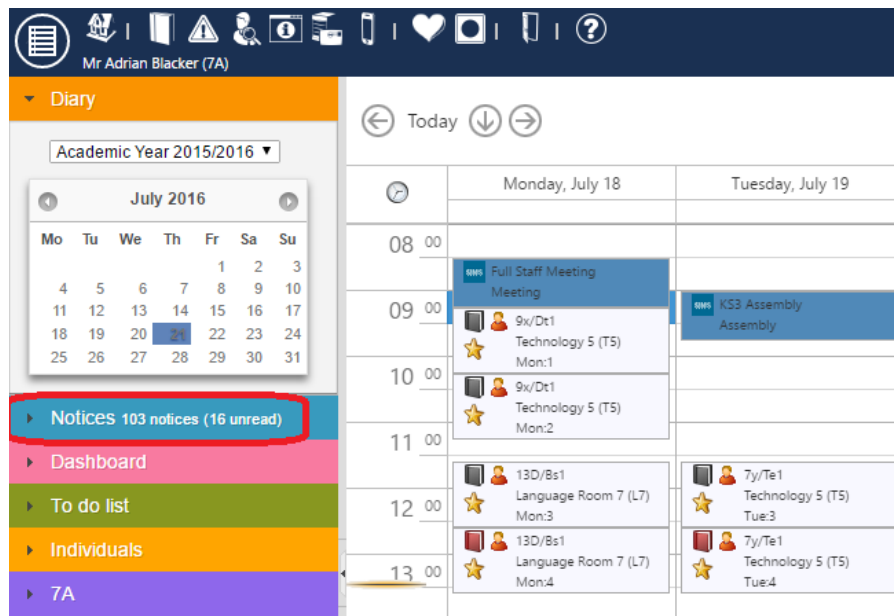 Mr Adrian Blacker (7A)
Diary
Academic Year 2015/2016
July 2016
Mo Tu We Th Fr Sa Su
1 2 3
4 5 6 7 8 9 10
11 12 13 14 15 16 17
18 19 20 21 22 23 24
25 26 27 28 29 30 31
Notices 103 notices (16 unread)
Dashboard
To do list
Individuals
7A
Today
Monday, July 18 Tuesday, July 19
08 00
09 00
10 00
11 00
12 00
13 00
SIMS Full Staff Meeting
Meeting
9x/Dt1
Technology 5 (T5)
Mon:1
9x/Dt1
Technology 5 (T5)
Mon:2
13D/Bs1
Language Room 7 (L7)
Mon:3
13D/Bs1
Language Room 7 (L7)
Mon:4
SIMS KS3 Assembly
Assembly
7y/Te1
Technology 5 (T5)
Tue:3
7y/Te1
Technology 5 (T5)
Tue:4